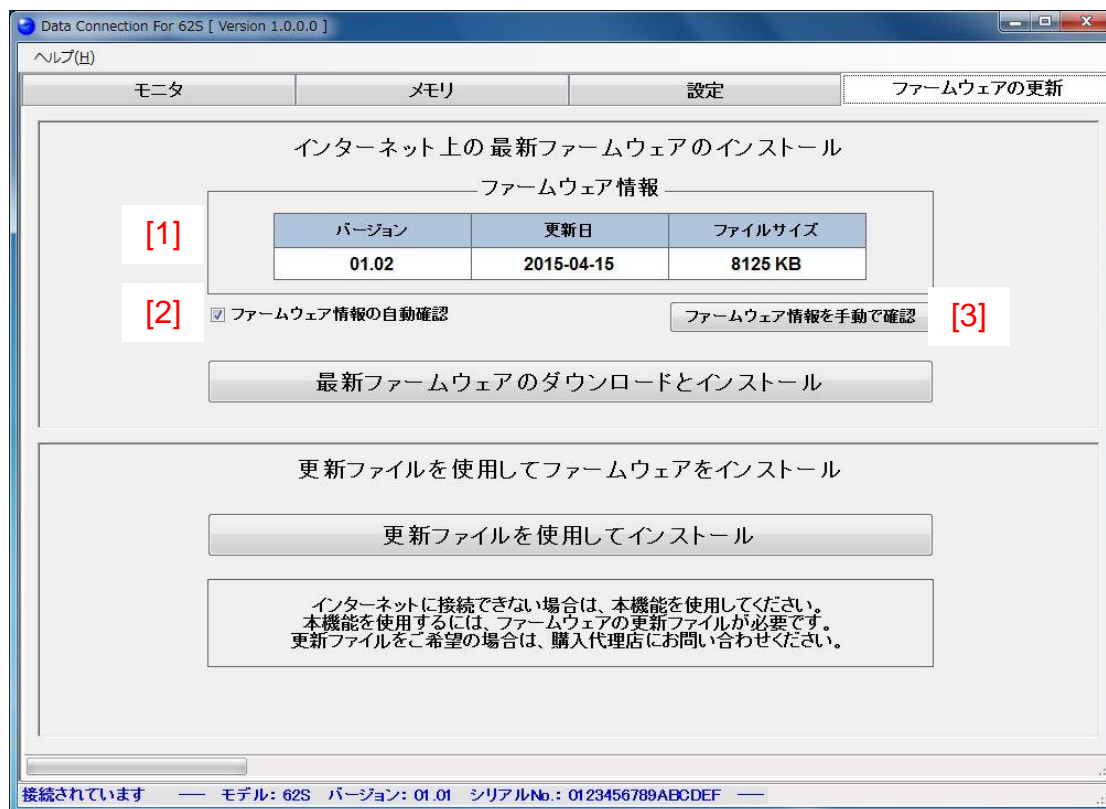 Data Connection For 62S [ Version 1.0.0.0 ]
ヘルプ(H)
モニタ メモリ 設定 ファームウェアの更新
インターネット上の最新ファームウェアのインストール
ファームウェア情報
[1]
バージョン 更新日 ファイルサイズ
01.02 2015-04-15 8125 KB
[2] ファームウェア情報の自動確認 ファームウェア情報を手動で確認 [3]
最新ファームウェアのダウンロードとインストール
更新ファイルを使用してファームウェアをインストール
更新ファイルを使用してインストール
インターネットに接続できない場合は、本機能を使用してください。
本機能を使用するには、ファームウェアの更新ファイルが必要です。
更新ファイルをご希望の場合は、購入代理店にお問い合わせください。
接続されています ── モデル: 62S バージョン: 01.01 シリアルNo.: 0123456789ABCDEF ──